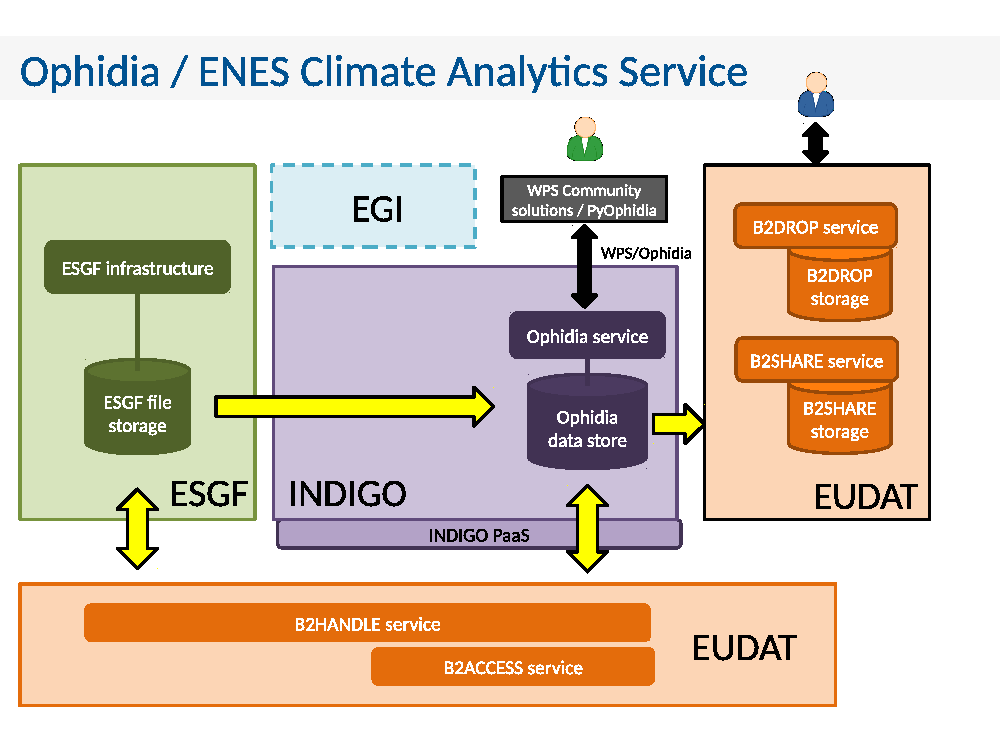 Ophidia / ENES Climate Analytics Service
EGI
WPS Community
solutions / PyOphidia
WPS/Ophidia
ESGF infrastructure
ESGF file
storage
ESGF
Ophidia service
Ophidia
data store
INDIGO
INDIGO PaaS
B2DROP service
B2DROP
storage
B2SHARE service
B2SHARE
storage
EUDAT
B2HANDLE service
B2ACCESS service
EUDAT